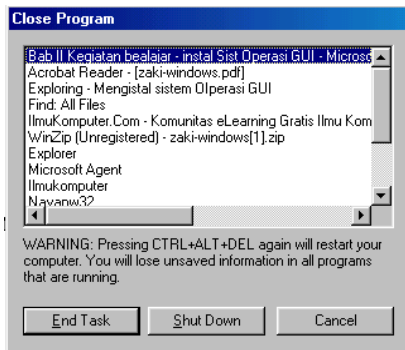 Close Program
Bab II Kegiatan bealajar - instal Sist Operasi GUI - Microso
Acrobat Reader - [zaki-windows.pdf]
Exploring - Mengistal sistem OIperasi GUI
Find: All Files
IlmuKomputer.Com - Komunitas eLearning Gratis Ilmu Kom
WinZip (Unregistered) - zaki-windows[1].zip
Explorer
Microsoft Agent
Ilmukomputer
Navapw32
WARNING: Pressing CTRL+ALT+DEL again will restart your
computer. You will lose unsaved information in all programs
that are running.
End Task Shut Down Cancel